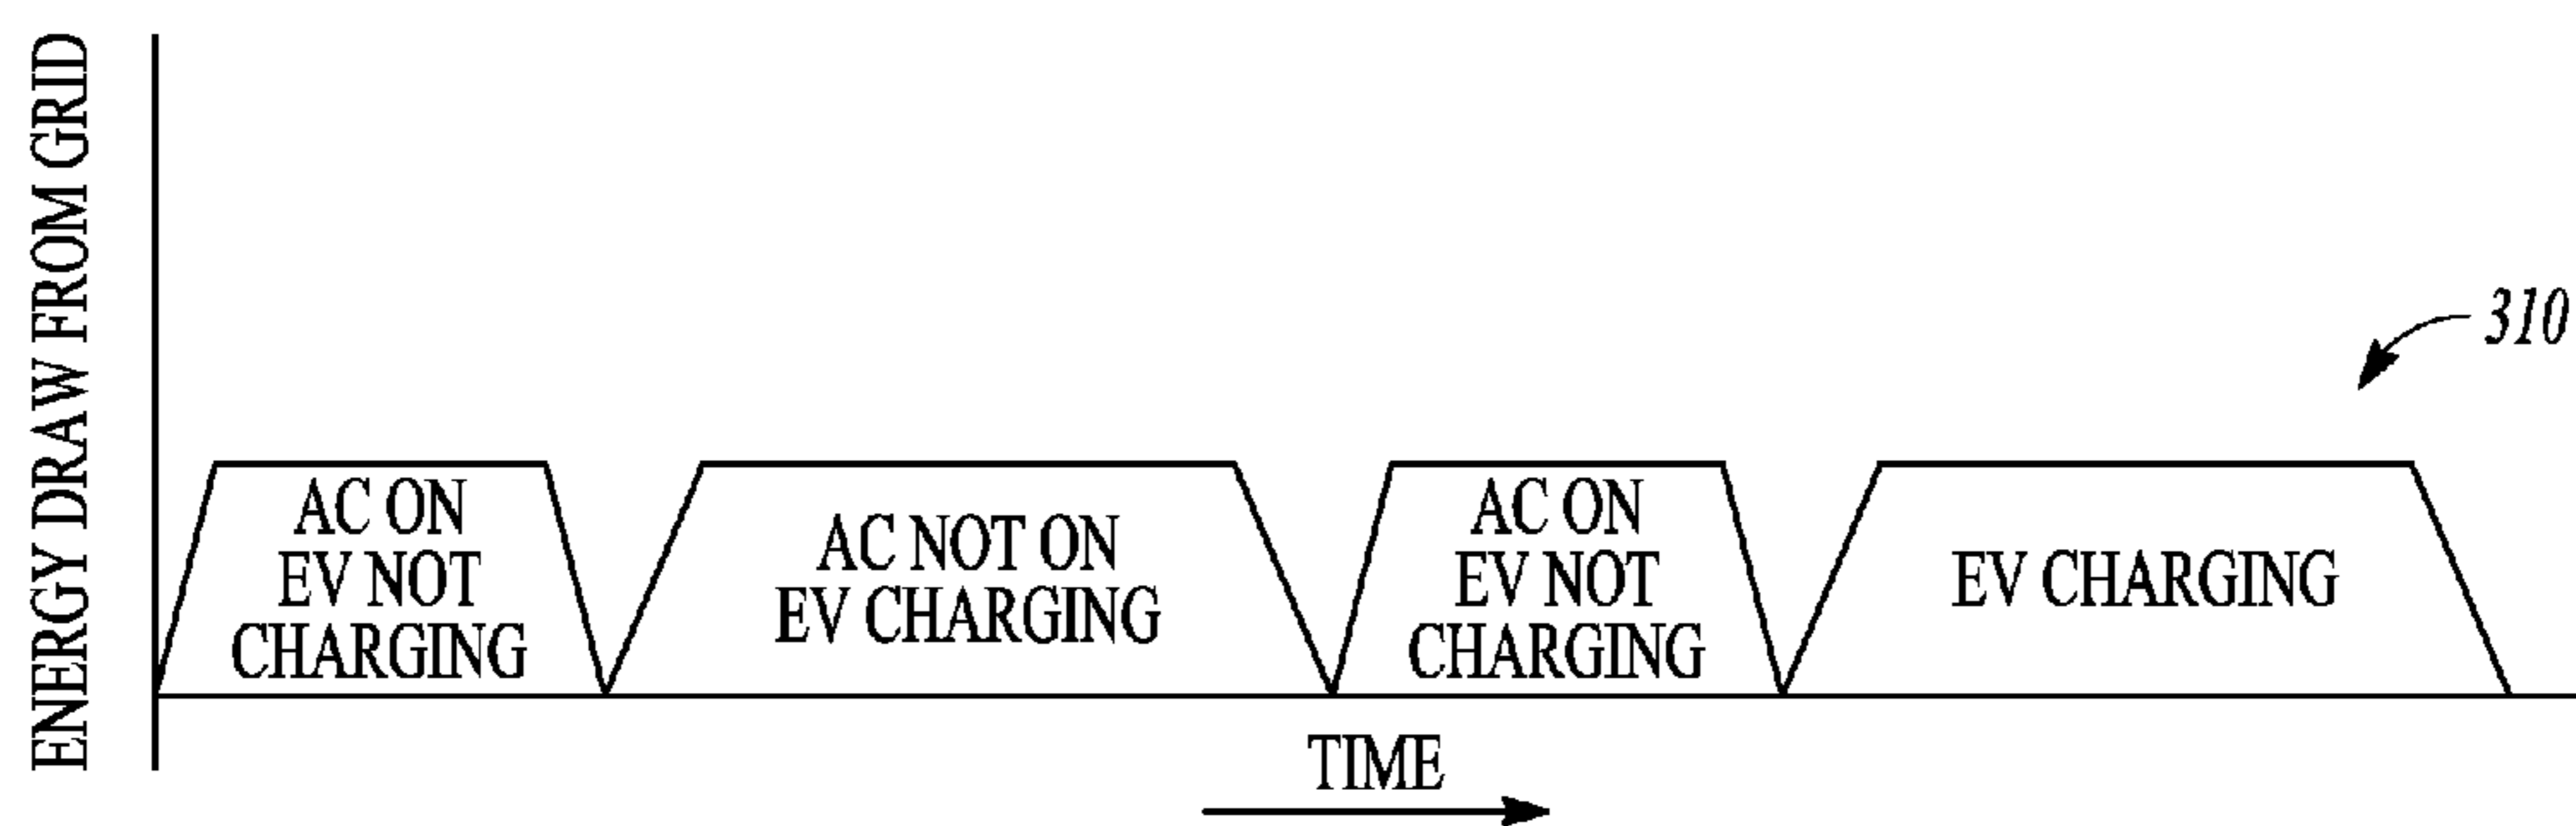 ENERGY DRAW FROM GRID
310
AC ON
EV NOT
CHARGING
AC NOT ON
EV CHARGING
AC ON
EV NOT
CHARGING
EV CHARGING
TIME